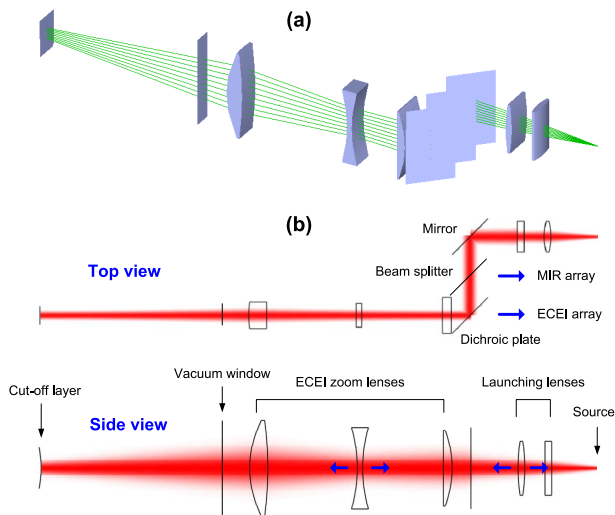 (a)
(b)
Mirror
Top view
Beam splitter
MIR array
ECEI array
Dichroic plate
Vacuum window
ECEI zoom lenses
Launching lenses
Cut-off layer
Source
Side view